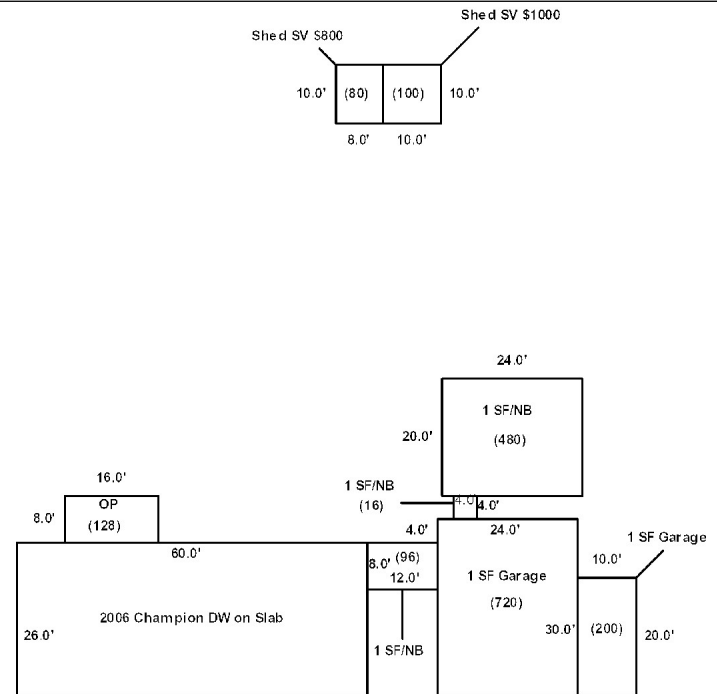 Shed SV $1000
Shed SV $800
10.0' (80) (100) 10.0'
8.0' 10.0'
24.0'
1 SF/NB
20.0' (480)
16.0'
1 SF/NB
(16)
4.0' 4.0'
OP
8.0' (128)
4.0' 24.0'
1 SF Garage
60.0'
8.0' (96)
10.0'
12.0'
1 SF Garage
(720)
2006 Champion DW on Slab
26.0'
30.0' (200) 20.0'
1 SF/NB